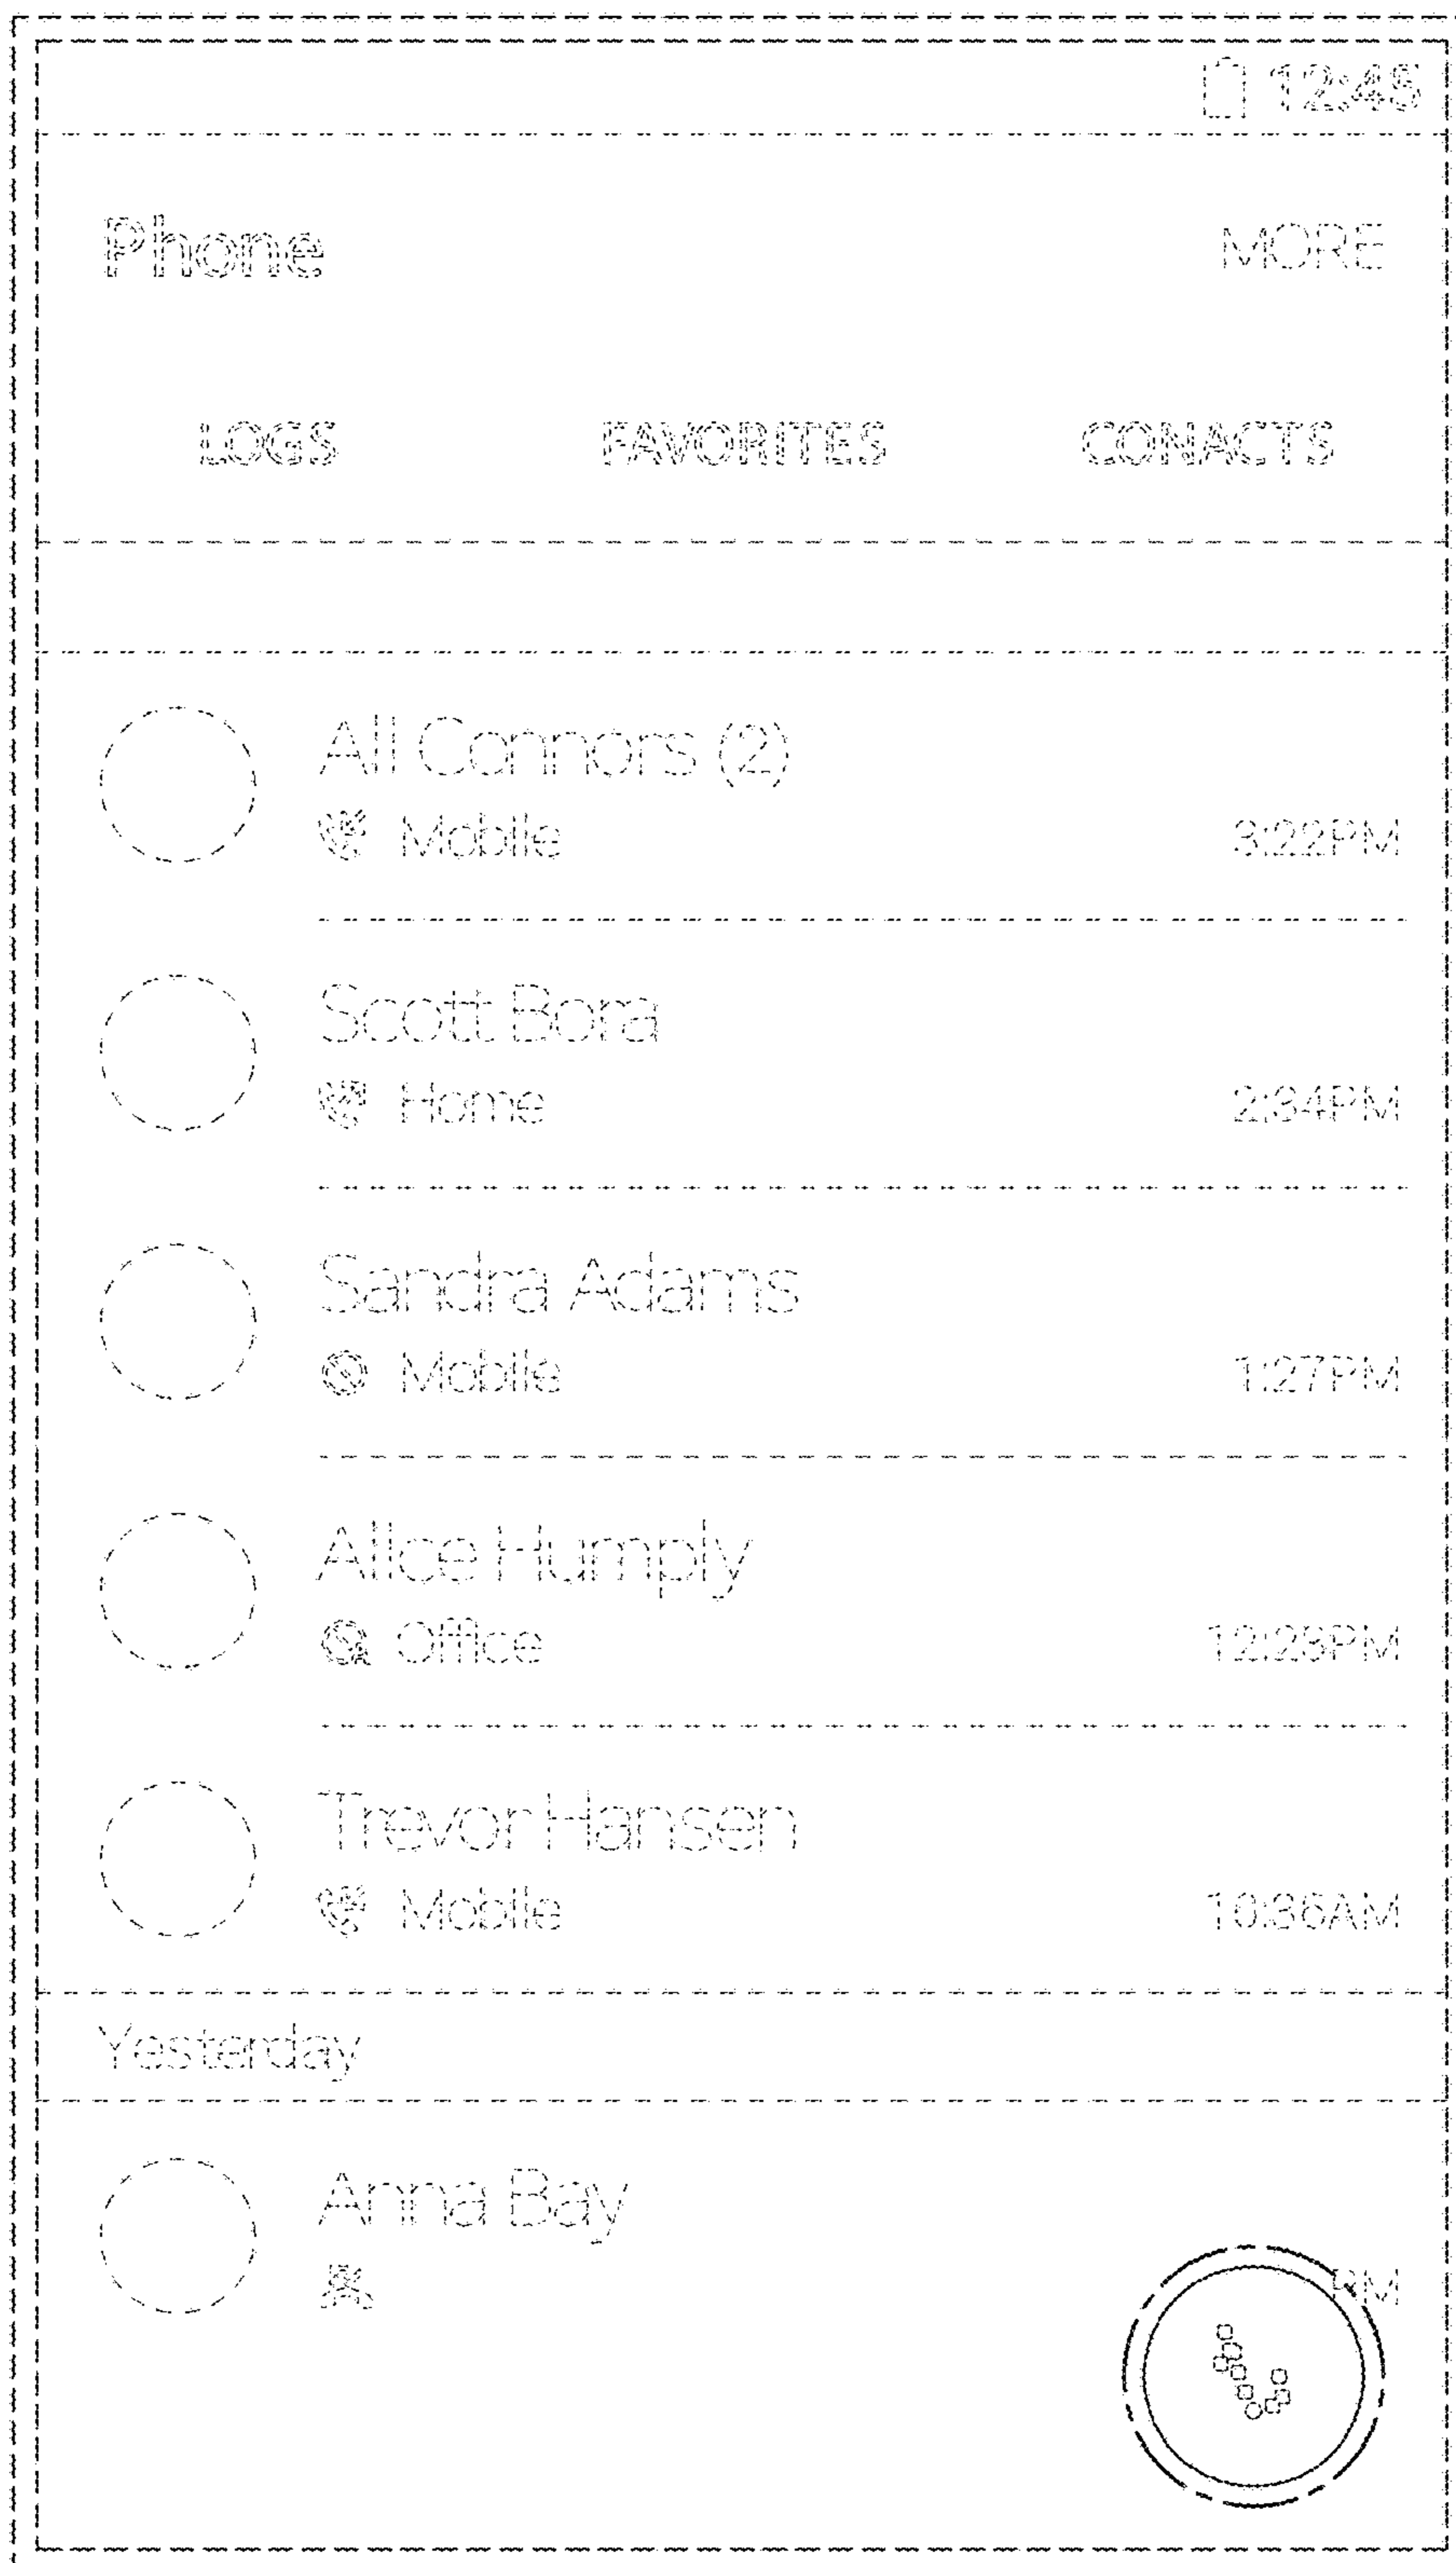 12:45
Phone MORE
LOGS FAVORITES CONACTS
All Connors (2)
Mobile 3:22PM
Scott Bora
Home 2:34PM
Sandra Adams
Mobile 1:27PM
Alice Humply
Office 12:23PM
Trevor Hansen
Mobile 10:36AM
Yesterday
Anna Bay
PM